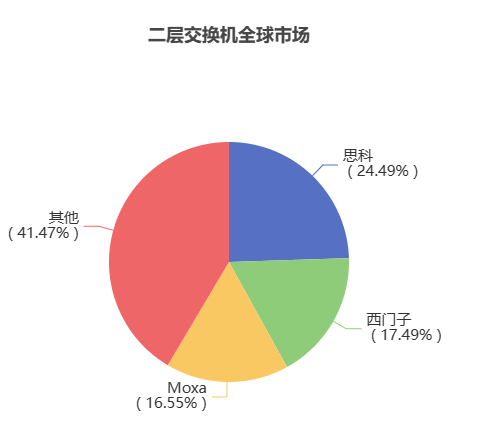 二层交换机全球市场
思科
( 24.49% )
西门子
( 17.49% )
Moxa
( 16.55% )
其他
( 41.47% )